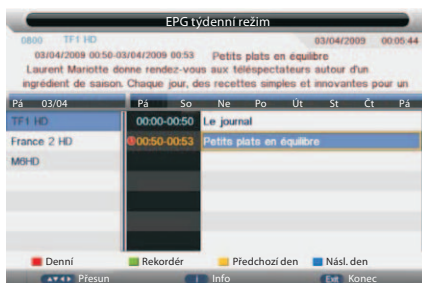 EPG týdenní režim
0800 TF1 HD 03/04/2009 00:05:44
03/04/2009 00:50-03/04/2009 00:53 Petits plats en équilibre
Laurent Mariotte donne rendez-vous aux téléspectateurs autour d'un
ingrédient de saison. Chaque jour, des recettes simples et innovantes pour un
Pá 03/04 Pá So Ne Po Út St Čt Pá
TF1 HD 00:00-00:50 Le journal
France 2 HD 00:50-00:53 Petits plats en équilibre
M6HD
Denní Rekordér Předchozí den Násl. den
Přesun i Info Exit Konec